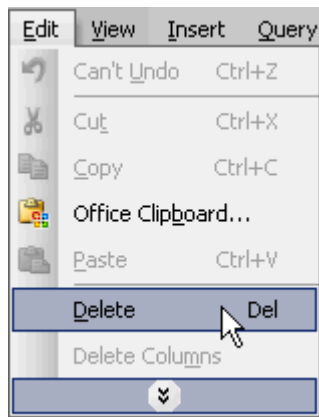 Edit View Insert Query
Can't Undo Ctrl+Z
Cut Ctrl+X
Copy Ctrl+C
Office Clipboard...
Paste Ctrl+V
Delete Del
Delete Columns